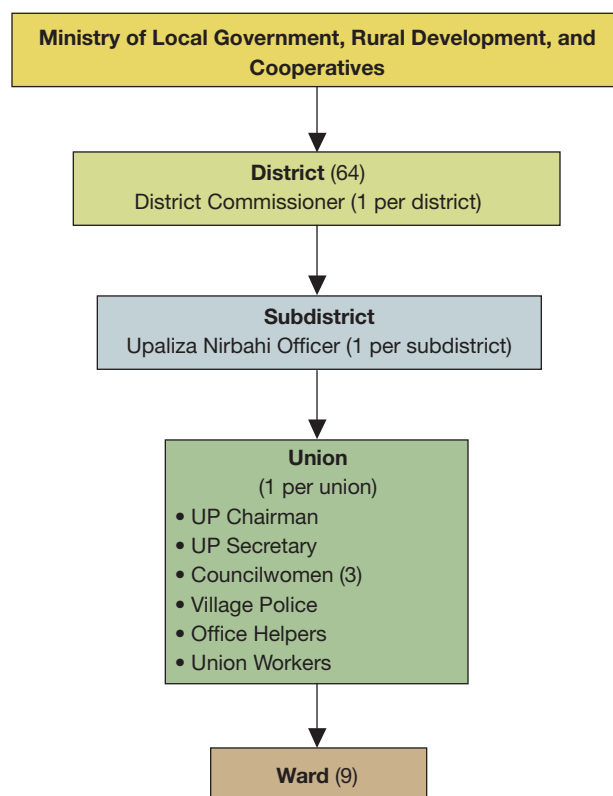 Ministry of Local Government, Rural Development, and
Cooperatives
District (64)
District Commissioner (1 per district)
Subdistrict
Upaliza Nirbahi Officer (1 per subdistrict)
Union
(1 per union)
• UP Chairman
• UP Secretary
• Councilwomen (3)
• Village Police
• Office Helpers
• Union Workers
Ward (9)